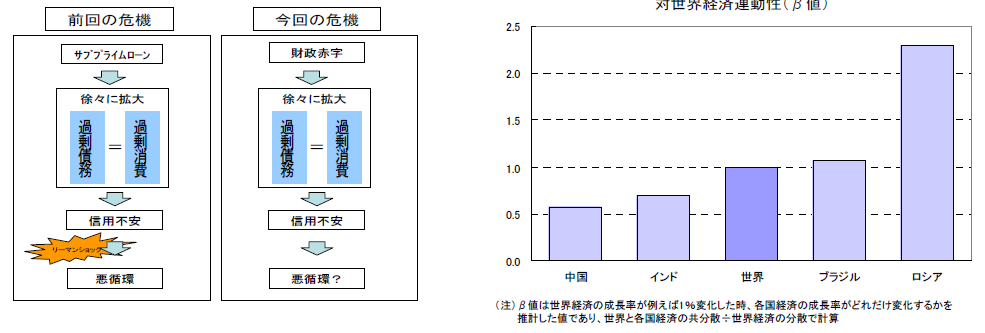 前回の危機
サブプライムローン
徐々に拡大
過剰債務
＝
過剰消費
信用不安
リーマンショック
悪循環
今回の危機
財政赤字
徐々に拡大
過剰債務
＝
過剰消費
信用不安
悪循環？
対世界経済連動性（β値）
2.5
2.0
1.5
1.0
0.5
0.0
中国
インド
世界
ブラジル
ロシア
（注）β値は世界経済の成長率が例えば1％変化した時、各国経済の成長率がどれだけ変化するかを
推計した値であり、世界と各国経済の共分散÷世界経済の分散で計算